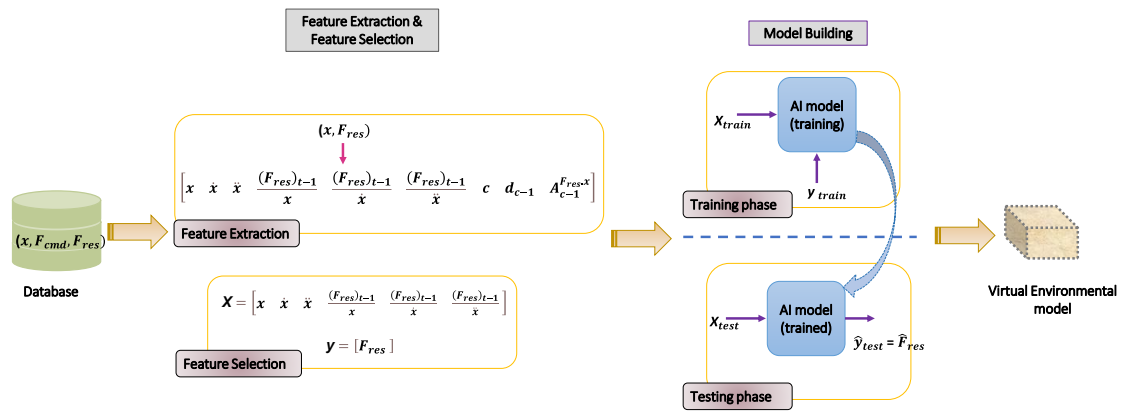 Feature Extraction &
Feature Selection
Model Building
(x, F_res)
[x ẋ ẍ (F_res)_{t−1}/x (F_res)_{t−1}/ẋ (F_res)_{t−1}/ẍ c d_{c−1} A_{c−1}^{F_res.x}]
Feature Extraction
(x, F_cmd, F_res)
Database
X = [x ẋ ẍ (F_res)_{t−1}/x (F_res)_{t−1}/ẋ (F_res)_{t−1}/ẍ]
y = [F_res]
Feature Selection
AI model
(training)
X_train
y_train
Training phase
X_test
AI model
(trained)
ŷ_test = F̂_res
Testing phase
Virtual Environmental
model